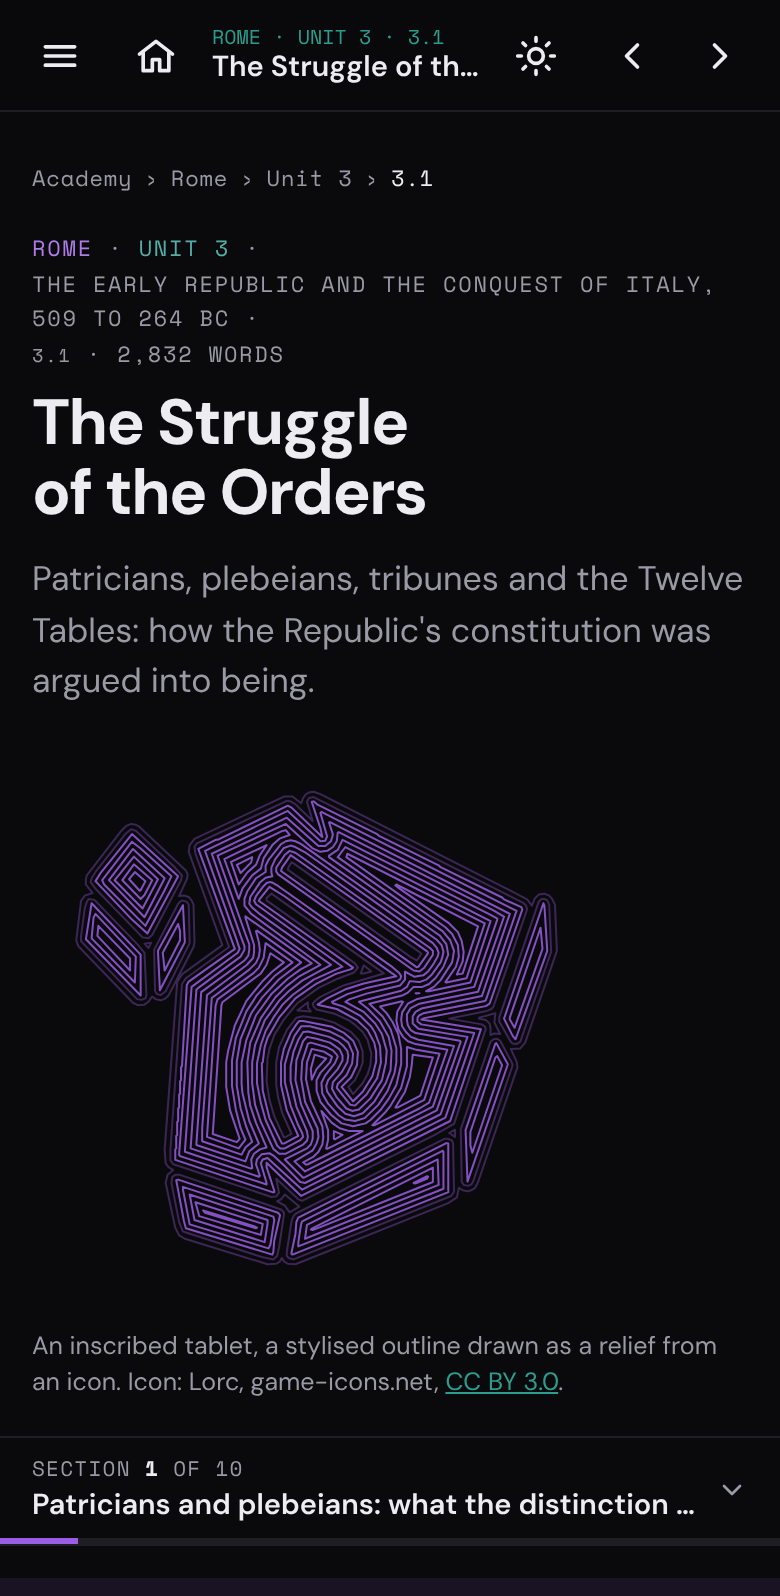 ROME · UNIT 3 · 3.1
The Struggle of th...
Academy › Rome › Unit 3 › 3.1
ROME · UNIT 3 ·
THE EARLY REPUBLIC AND THE CONQUEST OF ITALY,
509 TO 264 BC ·
3.1 · 2,832 WORDS
The Struggle
of the Orders
Patricians, plebeians, tribunes and the Twelve
Tables: how the Republic's constitution was
argued into being.
An inscribed tablet, a stylised outline drawn as a relief from
an icon. Icon: Lorc, game-icons.net, CC BY 3.0.
SECTION 1 OF 10
Patricians and plebeians: what the distinction ...